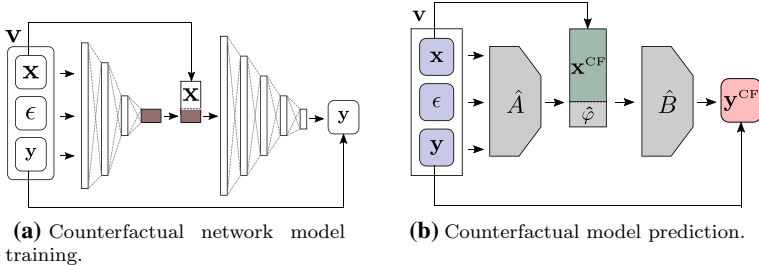 v
x
ϵ
y
x
y
(a) Counterfactual network model
training.
v
x
ϵ
y
Â
x^CF
φ̂
B̂
y^CF
(b) Counterfactual model prediction.